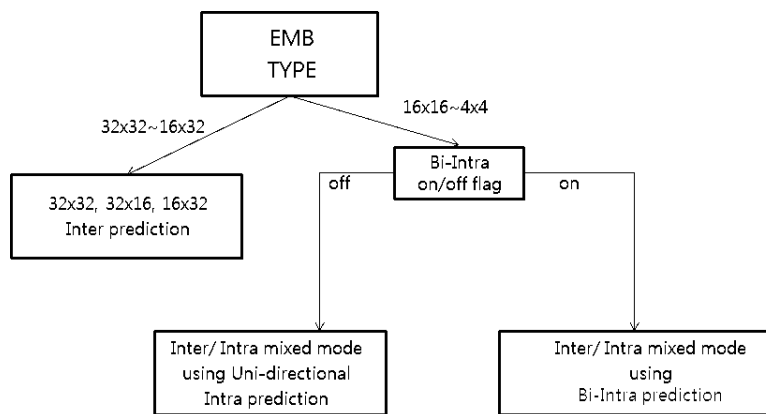 EMB
TYPE
32x32~16x32
16x16~4x4
Bi-Intra
on/off flag
off
on
32x32, 32x16, 16x32
Inter prediction
Inter/ Intra mixed mode
using Uni-directional
Intra prediction
Inter/ Intra mixed mode
using
Bi-Intra prediction